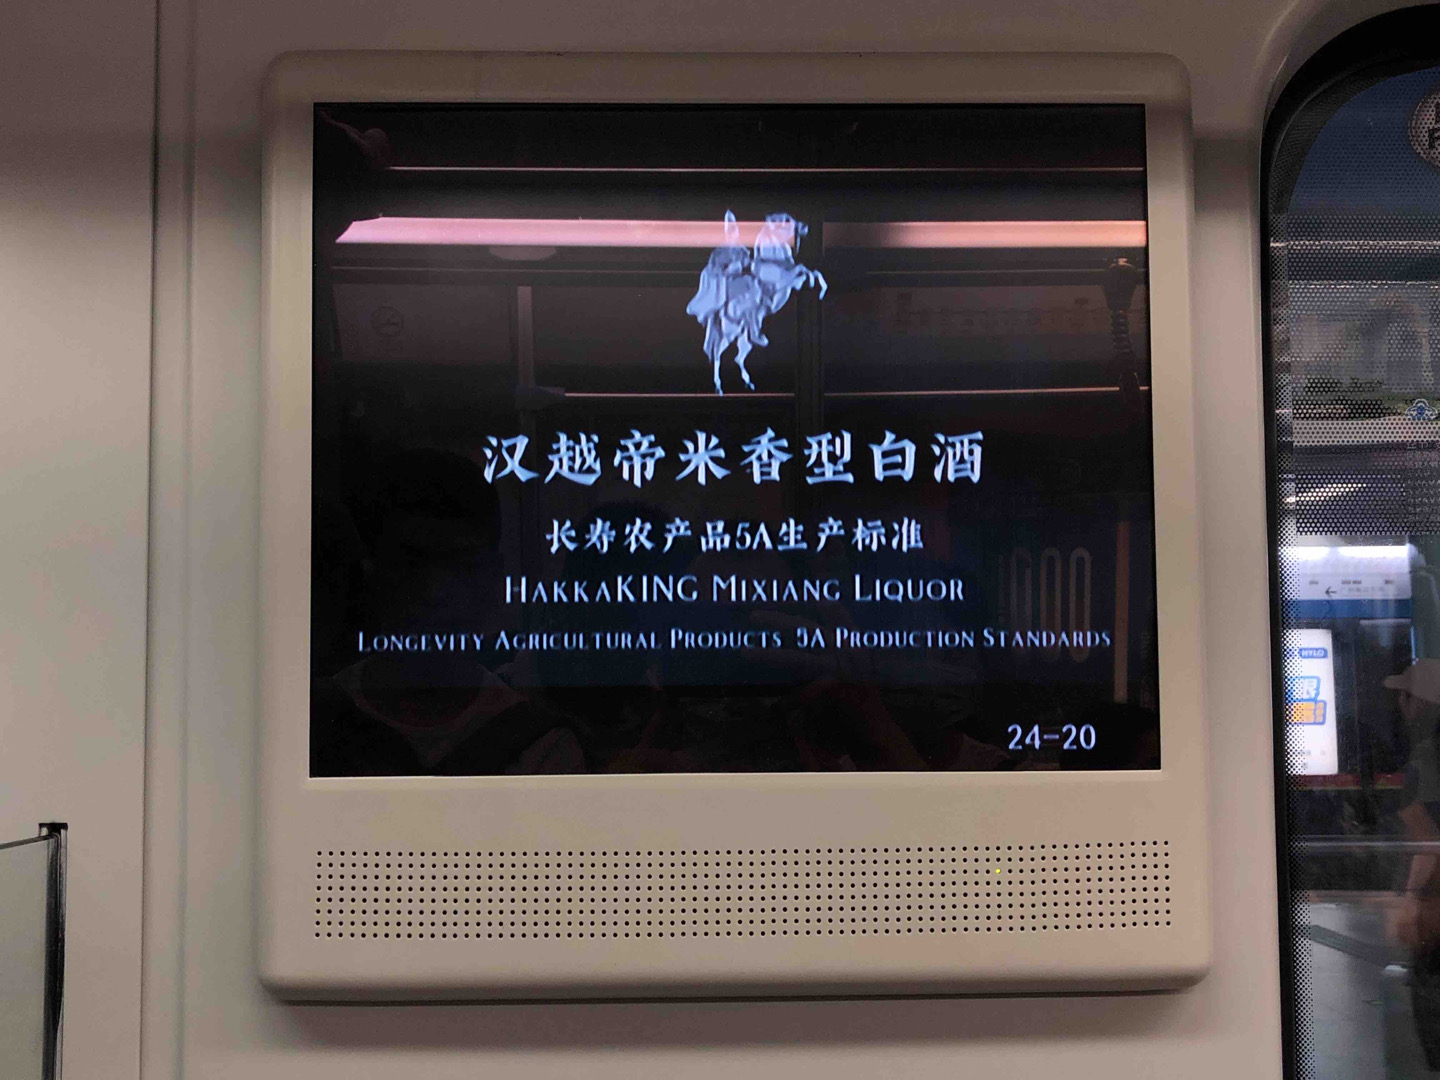 汉越帝米香型白酒
长寿农产品5A生产标准
HAKKAKING MIXIANG LIQUOR
LONGEVITY AGRICULTURAL PRODUCTS 5A PRODUCTION STANDARDS
24-20
HYLO